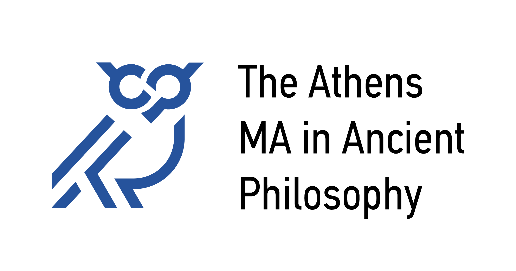 The Athens
MA in Ancient
Philosophy